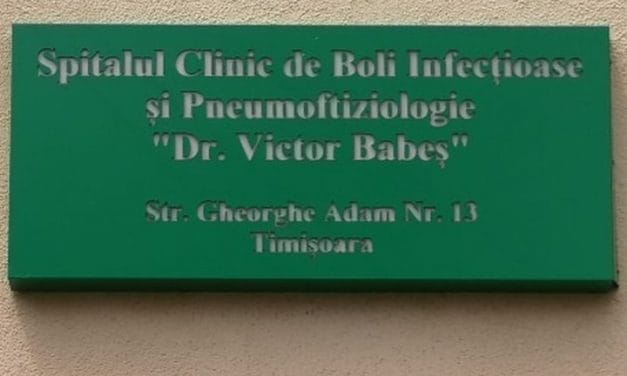 Spitalul Clinic de Boli Infecțioase
și Pneumoftiziologie
"Dr. Victor Babeș"
Str. Gheorghe Adam Nr. 13
Timișoara